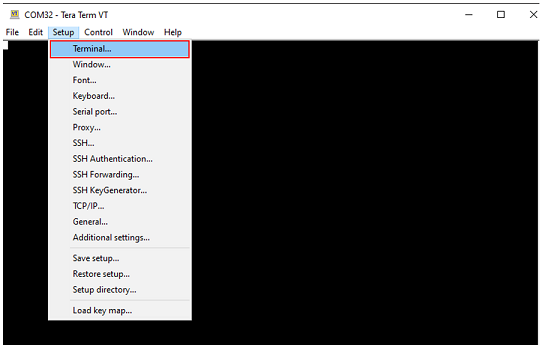 COM32 - Tera Term VT
File Edit Setup Control Window Help
Terminal...
Window...
Font...
Keyboard...
Serial port...
Proxy...
SSH...
SSH Authentication...
SSH Forwarding...
SSH KeyGenerator...
TCP/IP...
General...
Additional settings...
Save setup...
Restore setup...
Setup directory...
Load key map...